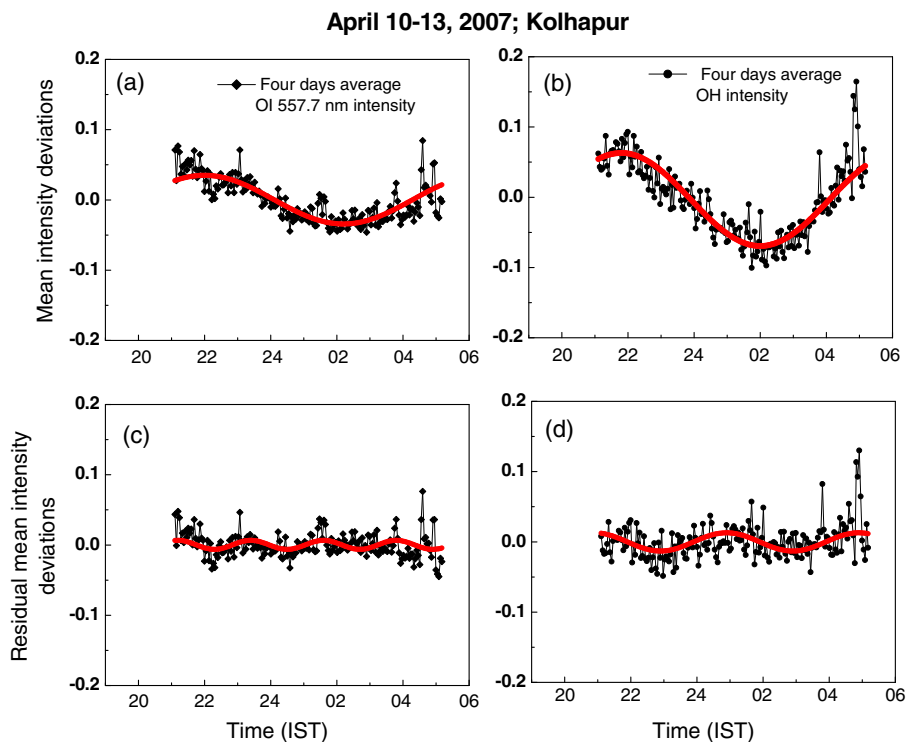 April 10-13, 2007; Kolhapur
Mean intensity deviations
0.2
0.1
0.0
-0.1
-0.2
(a)
Four days average
OI 557.7 nm intensity
20 22 24 02 04 06
0.2
0.1
0.0
-0.1
-0.2
(b)
Four days average
OH intensity
20 22 24 02 04 06
Residual mean intensity
deviations
0.2
0.1
0.0
-0.1
-0.2
(c)
20 22 24 02 04 06
Time (IST)
0.2
0.1
0.0
-0.1
-0.2
(d)
20 22 24 02 04 06
Time (IST)